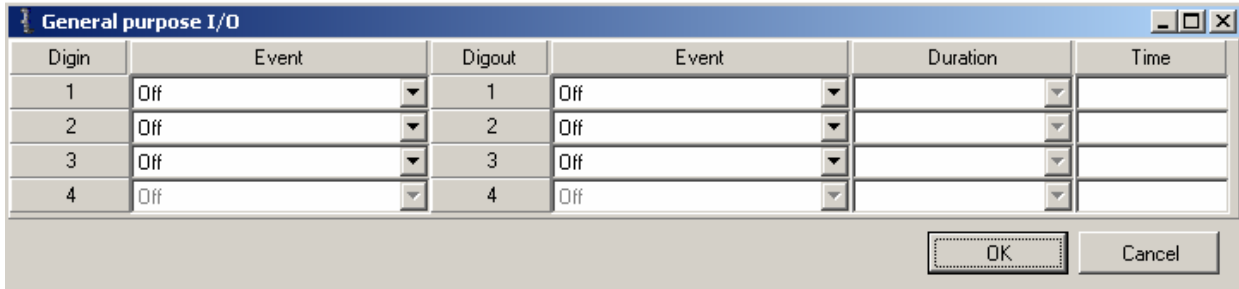 General purpose I/O
Digin Event Digout Event Duration Time
1 Off 1 Off
2 Off 2 Off
3 Off 3 Off
4 Off 4 Off
OK Cancel